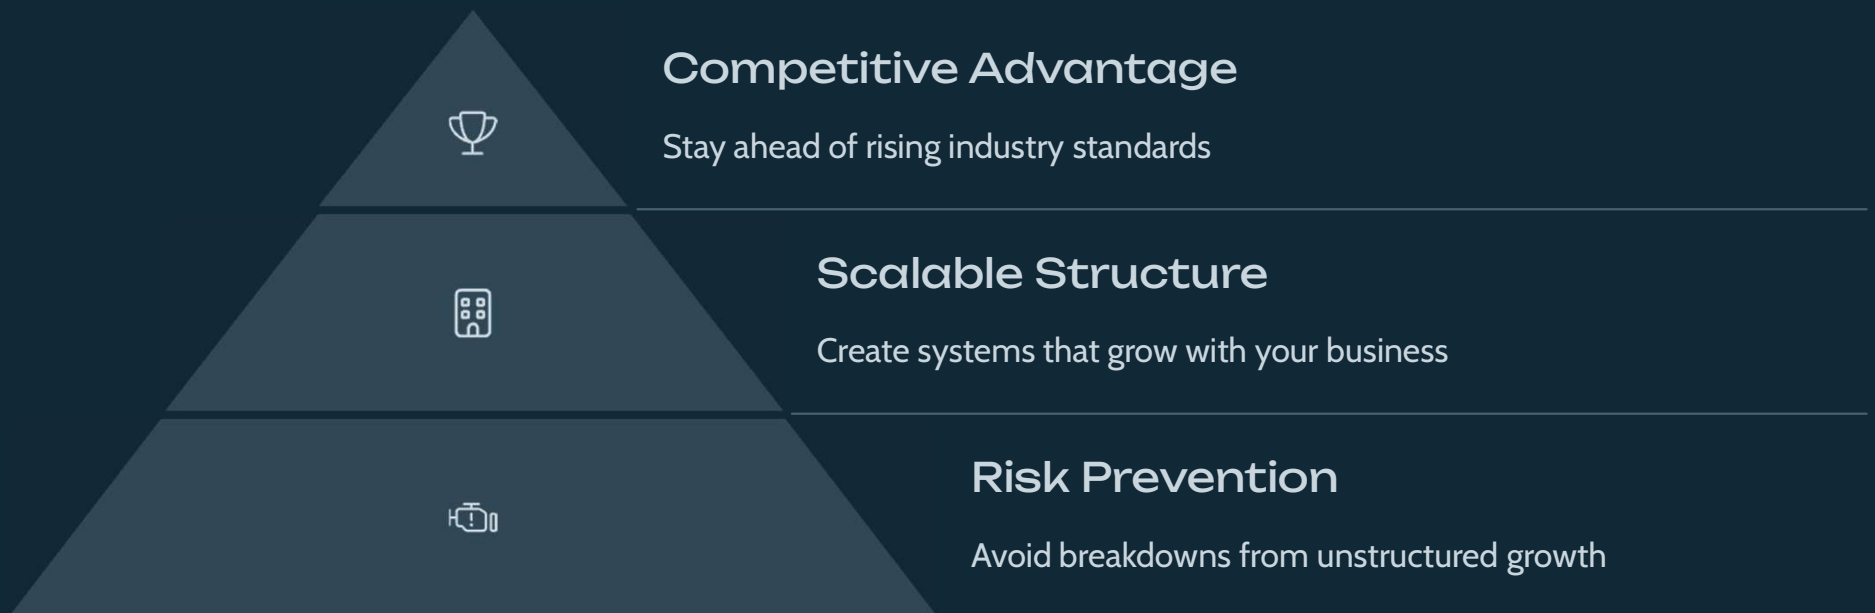 Competitive Advantage
Stay ahead of rising industry standards
Scalable Structure
Create systems that grow with your business
Risk Prevention
Avoid breakdowns from unstructured growth